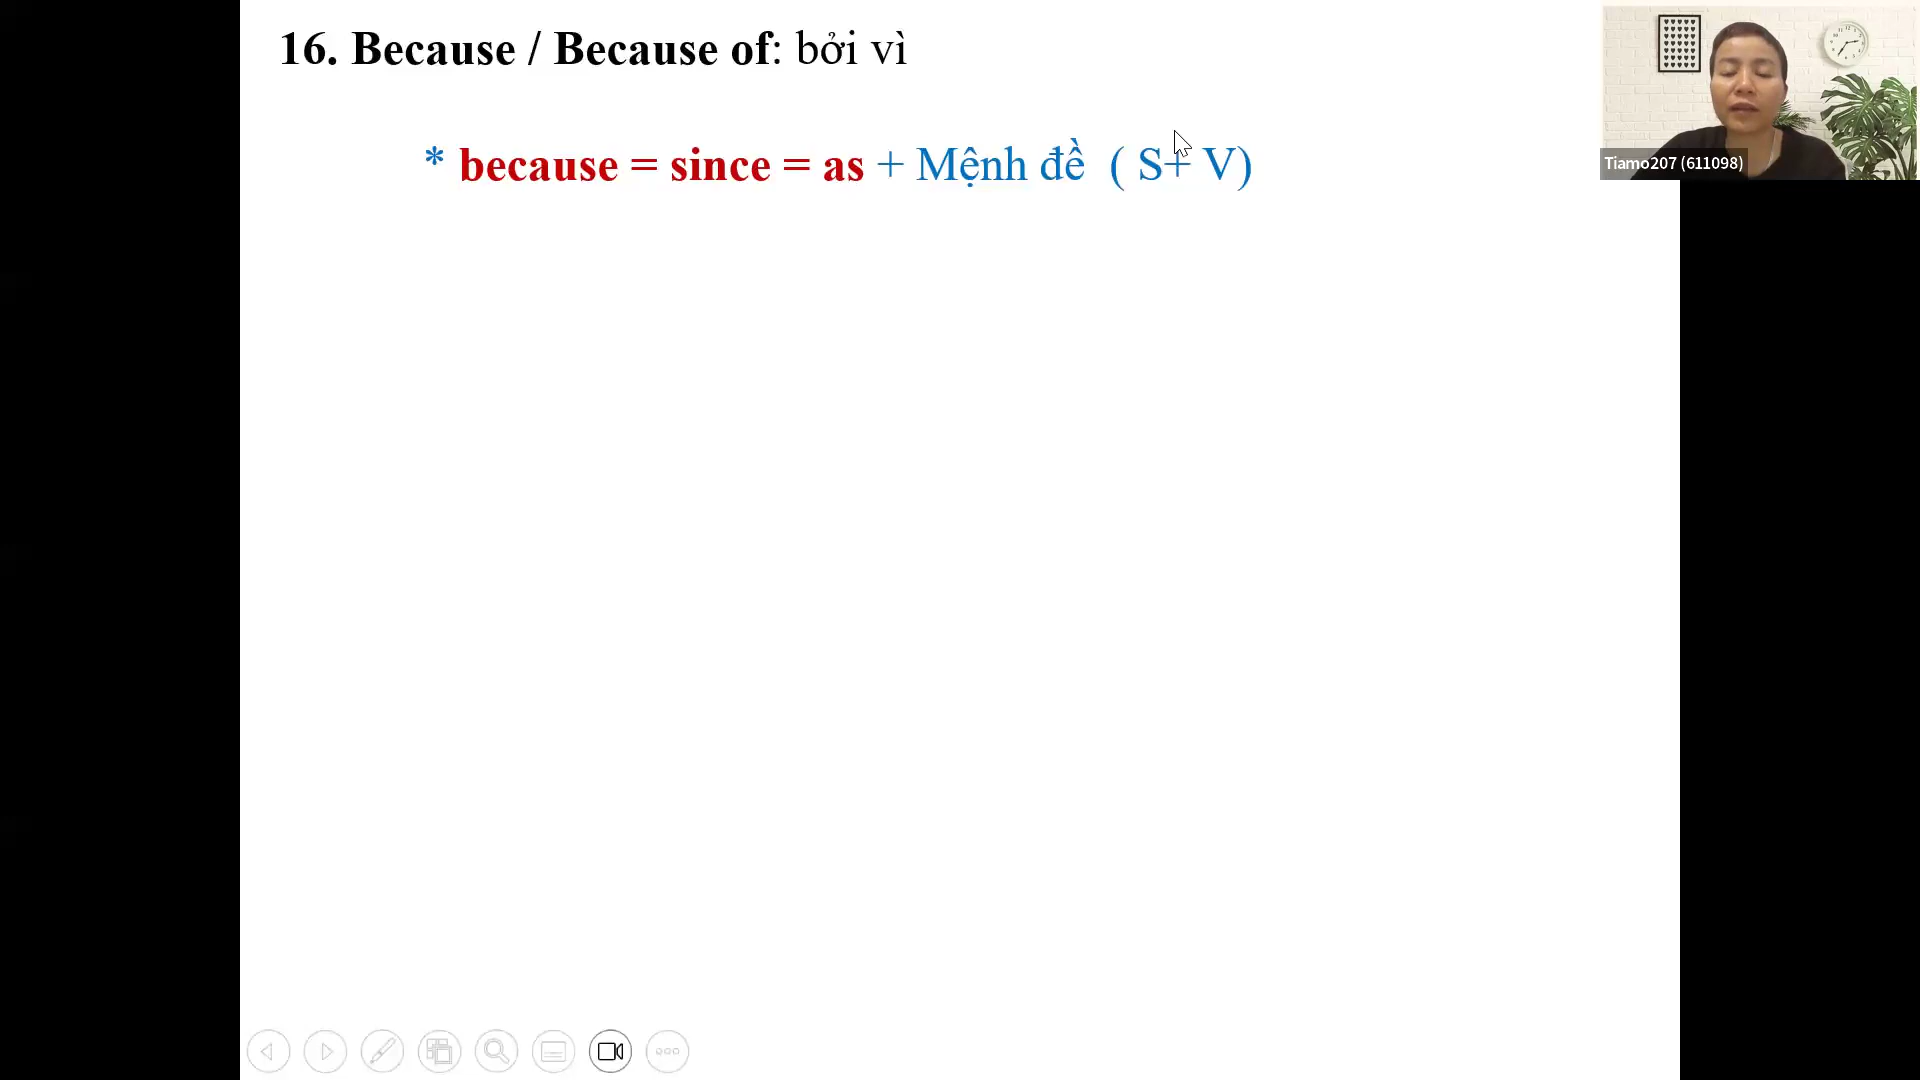 16. Because / Because of: bởi vì
* because = since = as + Mệnh đề ( S+ V)
Tiamo207 (611098)